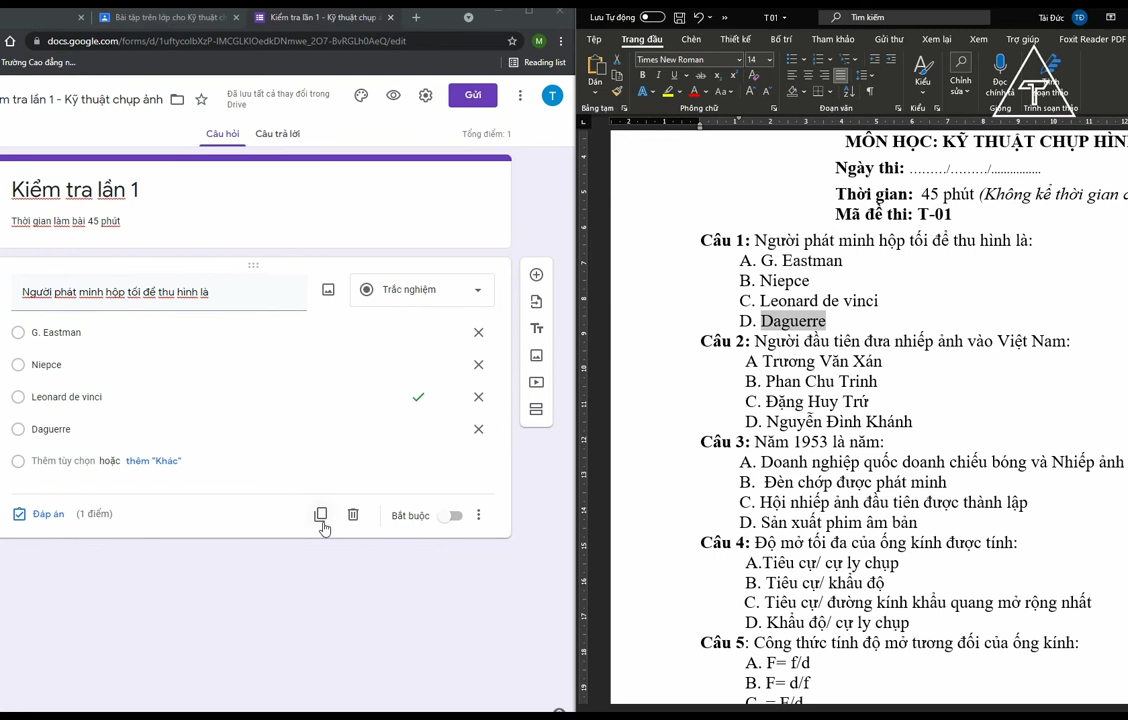 Bài tập trên lớp cho Kỹ thuật c
Kiểm tra lần 1 - Kỹ thuật chụp
docs.google.com/forms/d/1uftycoIbXzP-IMCGLKIOedkDNmwe_2O7-BvRGLh0AeQ/edit
M
Trường Cao đẳng n...
Reading list
m tra lần 1 - Kỹ thuật chụp ảnh
Đã lưu tất cả thay đổi trong
Drive
Gửi
T
Câu hỏi
Câu trả lời
Tổng điểm: 1
Kiểm tra lần 1
Thời gian làm bài 45 phút
Người phát minh hộp tối để thu hình là
Trắc nghiệm
G. Eastman
Niepce
Leonard de vinci
Daguerre
Thêm tùy chọn hoặc thêm "Khác"
Đáp án (1 điểm)
Bắt buộc
Lưu Tự động
T 01
Tìm kiếm
Tài Đức
TĐ
Tệp
Trang đầu
Chèn
Thiết kế
Bố trí
Tham khảo
Gửi thư
Xem lại
Xem
Trợ giúp
Foxit Reader PDF
Dán
Times New Roman
14
Kiểu
Chỉnh
sửa
Đọc
Bảng tạm
Phông chữ
Đoạn văn
Kiểu
Giọng
Trình soạn thảo
MÔN HỌC: KỸ THUẬT CHỤP HÌN
Ngày thi: ………/………/...............
Thời gian: 45 phút (Không kể thời gian c
Mã đề thi: T-01
Câu 1: Người phát minh hộp tối để thu hình là:
A. G. Eastman
B. Niepce
C. Leonard de vinci
D. Daguerre
Câu 2: Người đầu tiên đưa nhiếp ảnh vào Việt Nam:
A Trương Văn Xán
B. Phan Chu Trinh
C. Đặng Huy Trứ
D. Nguyễn Đình Khánh
Câu 3: Năm 1953 là năm:
A. Doanh nghiệp quốc doanh chiếu bóng và Nhiếp ảnh
B. Đèn chớp được phát minh
C. Hội nhiếp ảnh đầu tiên được thành lập
D. Sản xuất phim âm bản
Câu 4: Độ mở tối đa của ống kính được tính:
A.Tiêu cự/ cự ly chụp
B. Tiêu cự/ khẩu độ
C. Tiêu cự/ đường kính khẩu quang mở rộng nhất
D. Khẩu độ/ cự ly chụp
Câu 5: Công thức tính độ mở tương đối của ống kính:
A. F= f/d
B. F= d/f
C. = F/d